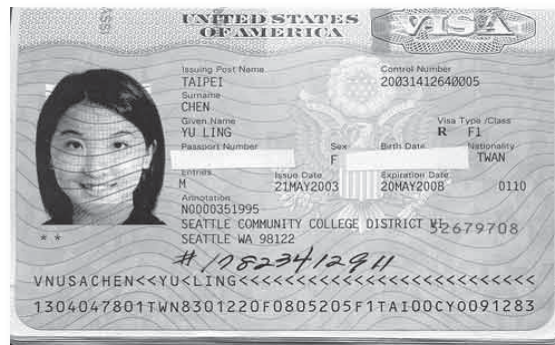 ISSV
UNITED STATES OF AMERICA
VISA
Issuing Post Name
TAIPEI
Control Number
20031412640005
Surname
CHEN
Given Name
YU LING
Visa Type /Class
R F1
Passport Number
Sex
F
Birth Date
Nationality
TWAN
Entries
M
Issue Date
21MAY2003
Expiration Date
20MAY2008
0110
Annotation
N0000351995
SEATTLE COMMUNITY COLLEGE DISTRICT
52679708
SEATTLE WA 98122
* *
VNUSACHEN<<YU<LING<<<<<<<<<<<<<<<<<<<<<<<<<<
1304047801TWN8301220F0805205F1TAI00CY0091283